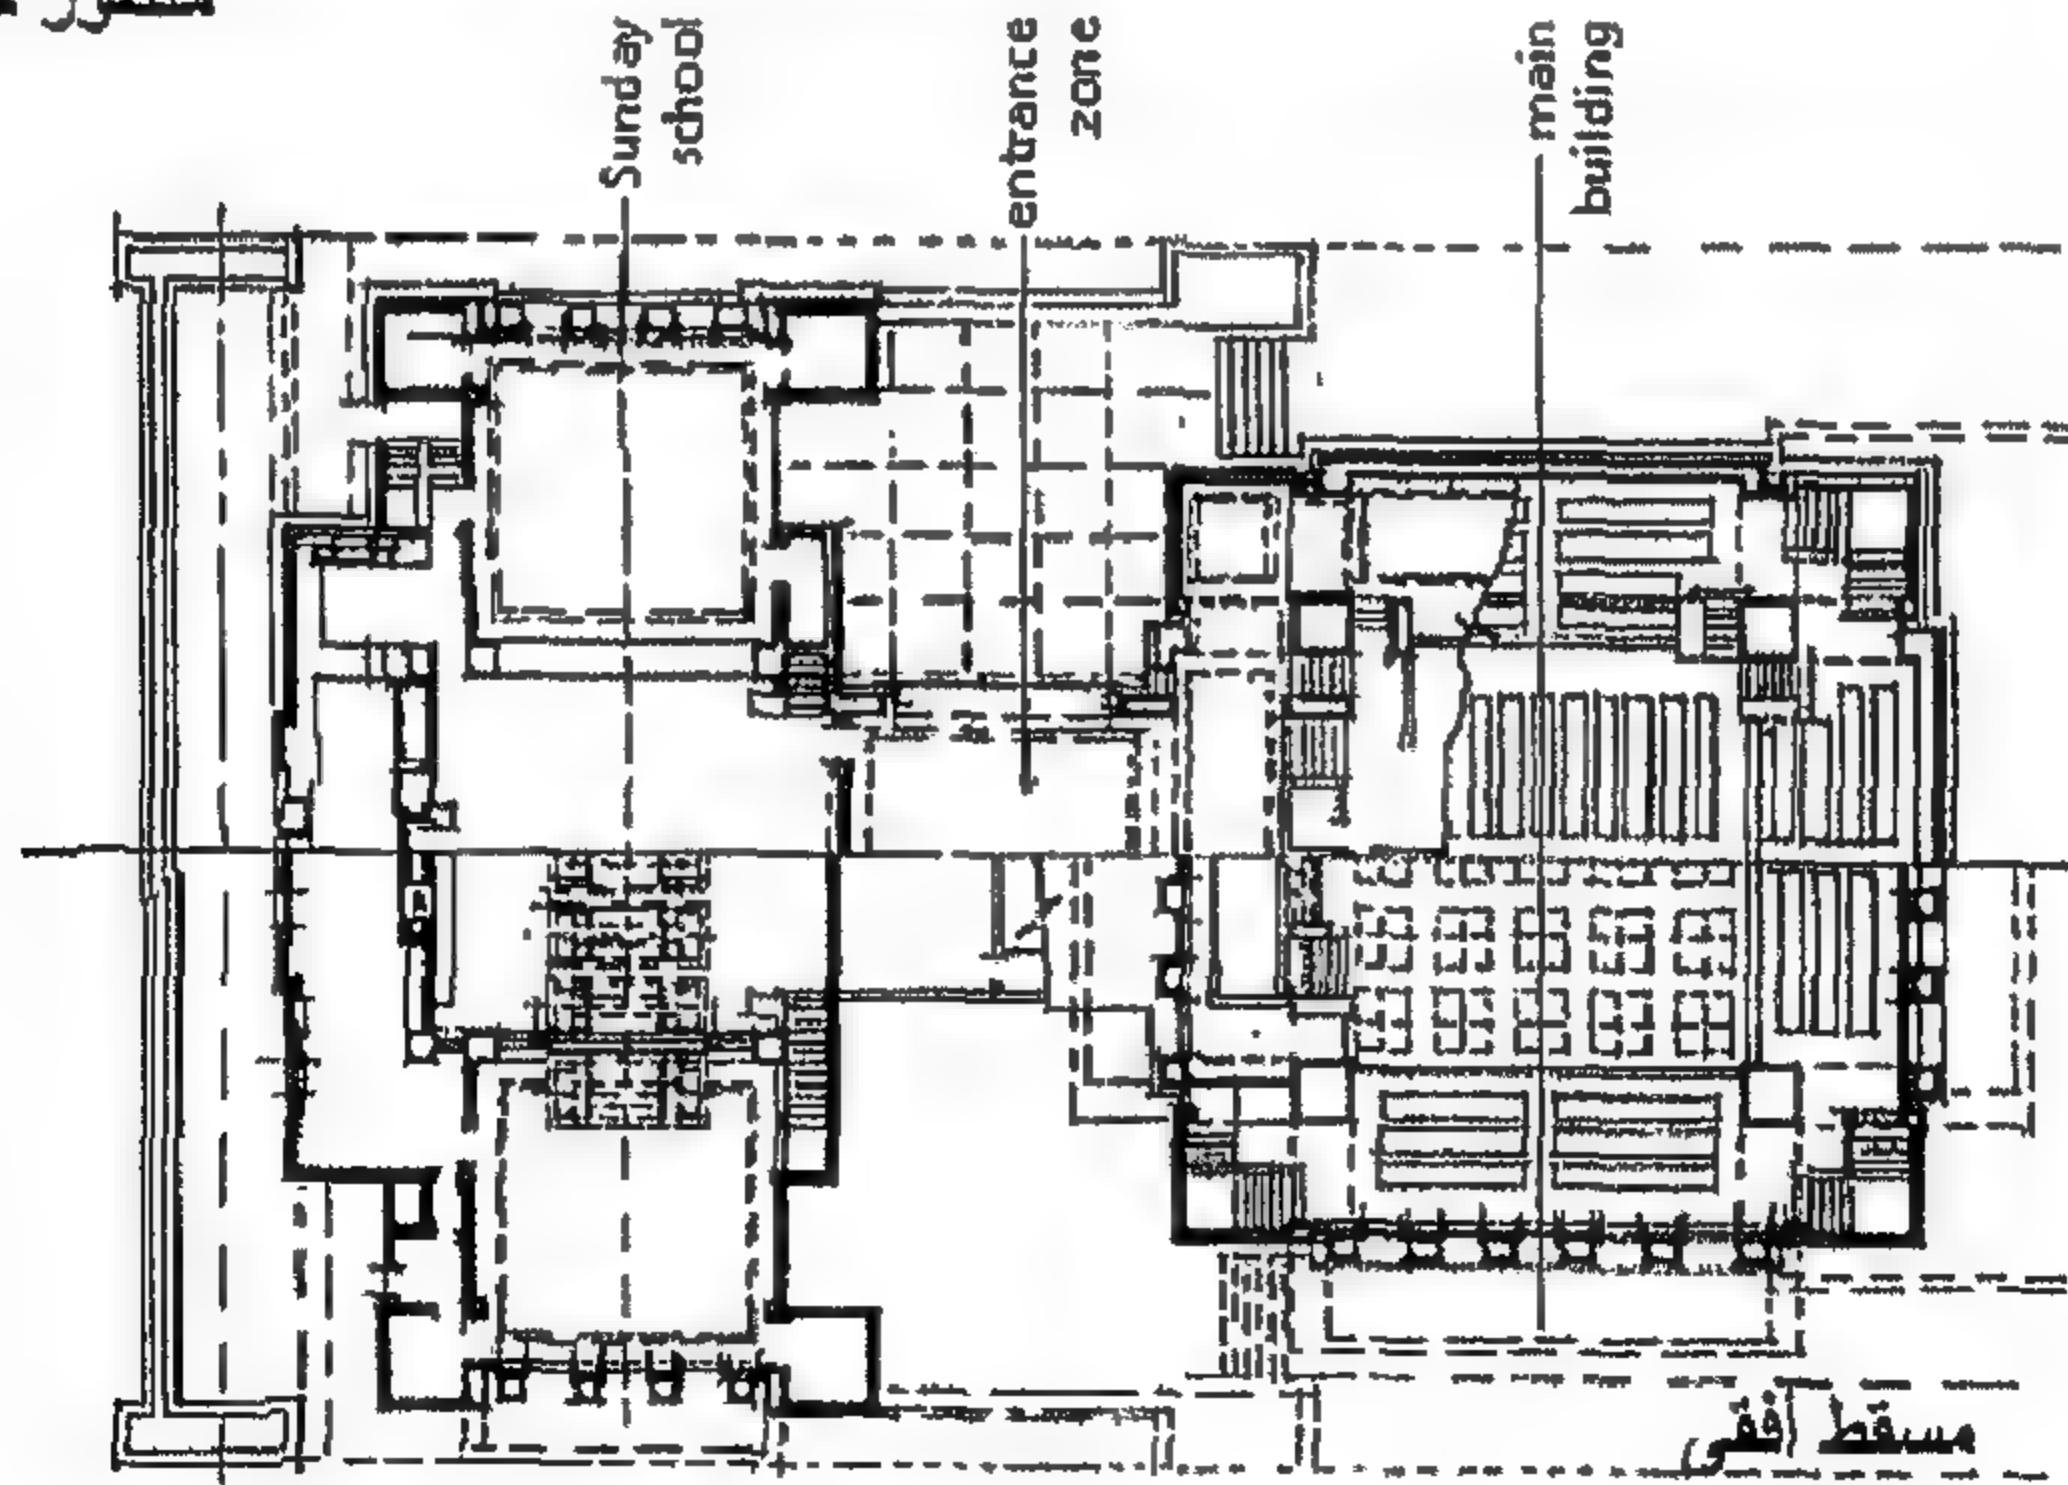 Sunday
school
entrance
zone
main
building
مسقط أفقي